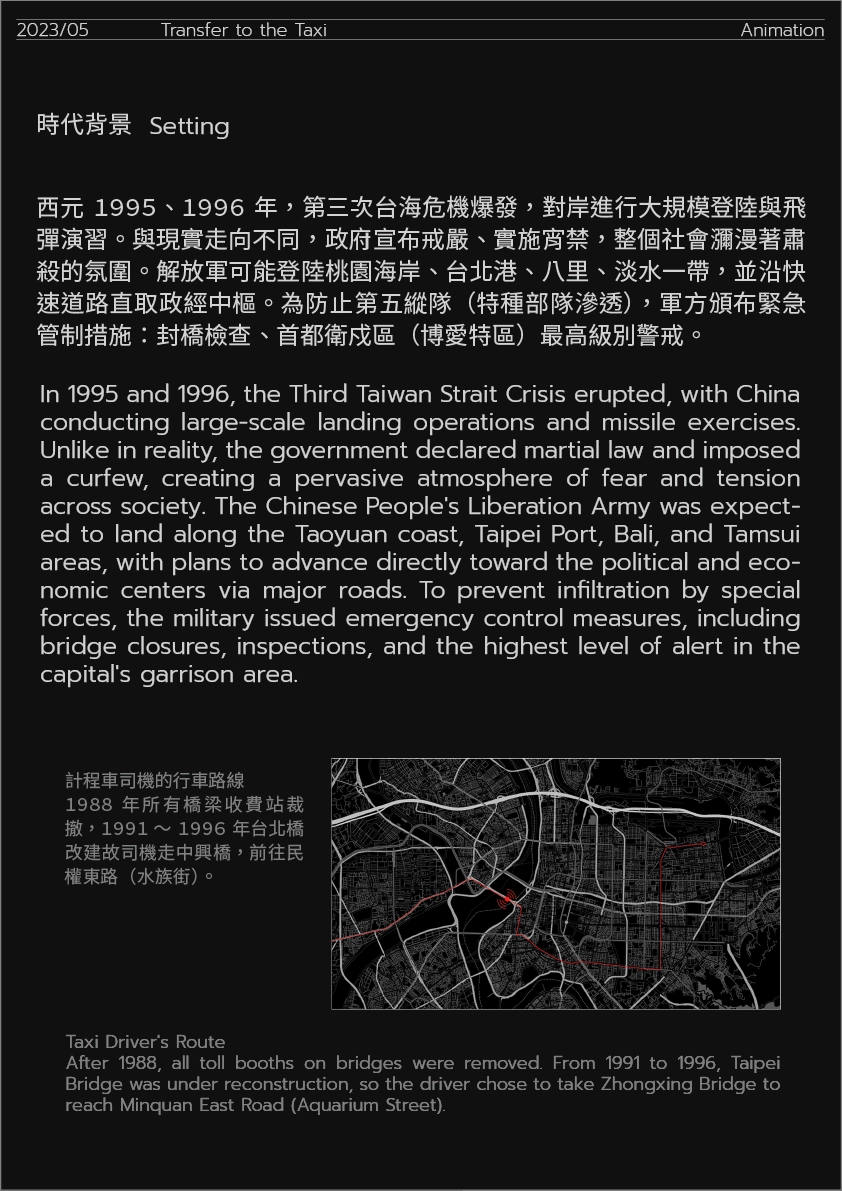 2023/05 Transfer to the Taxi Animation
時代背景 Setting
西元 1995、1996 年，第三次台海危機爆發，對岸進行大規模登陸與飛
彈演習。與現實走向不同，政府宣布戒嚴、實施宵禁，整個社會瀰漫著肅
殺的氛圍。解放軍可能登陸桃園海岸、台北港、八里、淡水一帶，並沿快
速道路直取政經中樞。為防止第五縱隊（特種部隊滲透），軍方頒布緊急
管制措施：封橋檢查、首都衛戍區（博愛特區）最高級別警戒。
In 1995 and 1996, the Third Taiwan Strait Crisis erupted, with China
conducting large-scale landing operations and missile exercises.
Unlike in reality, the government declared martial law and imposed
a curfew, creating a pervasive atmosphere of fear and tension
across society. The Chinese People's Liberation Army was expect-
ed to land along the Taoyuan coast, Taipei Port, Bali, and Tamsui
areas, with plans to advance directly toward the political and eco-
nomic centers via major roads. To prevent infiltration by special
forces, the military issued emergency control measures, including
bridge closures, inspections, and the highest level of alert in the
capital's garrison area.
計程車司機的行車路線
1988 年所有橋梁收費站裁
撤，1991～1996 年台北橋
改建故司機走中興橋，前往民
權東路（水族街）。
Taxi Driver's Route
After 1988, all toll booths on bridges were removed. From 1991 to 1996, Taipei
Bridge was under reconstruction, so the driver chose to take Zhongxing Bridge to
reach Minquan East Road (Aquarium Street).